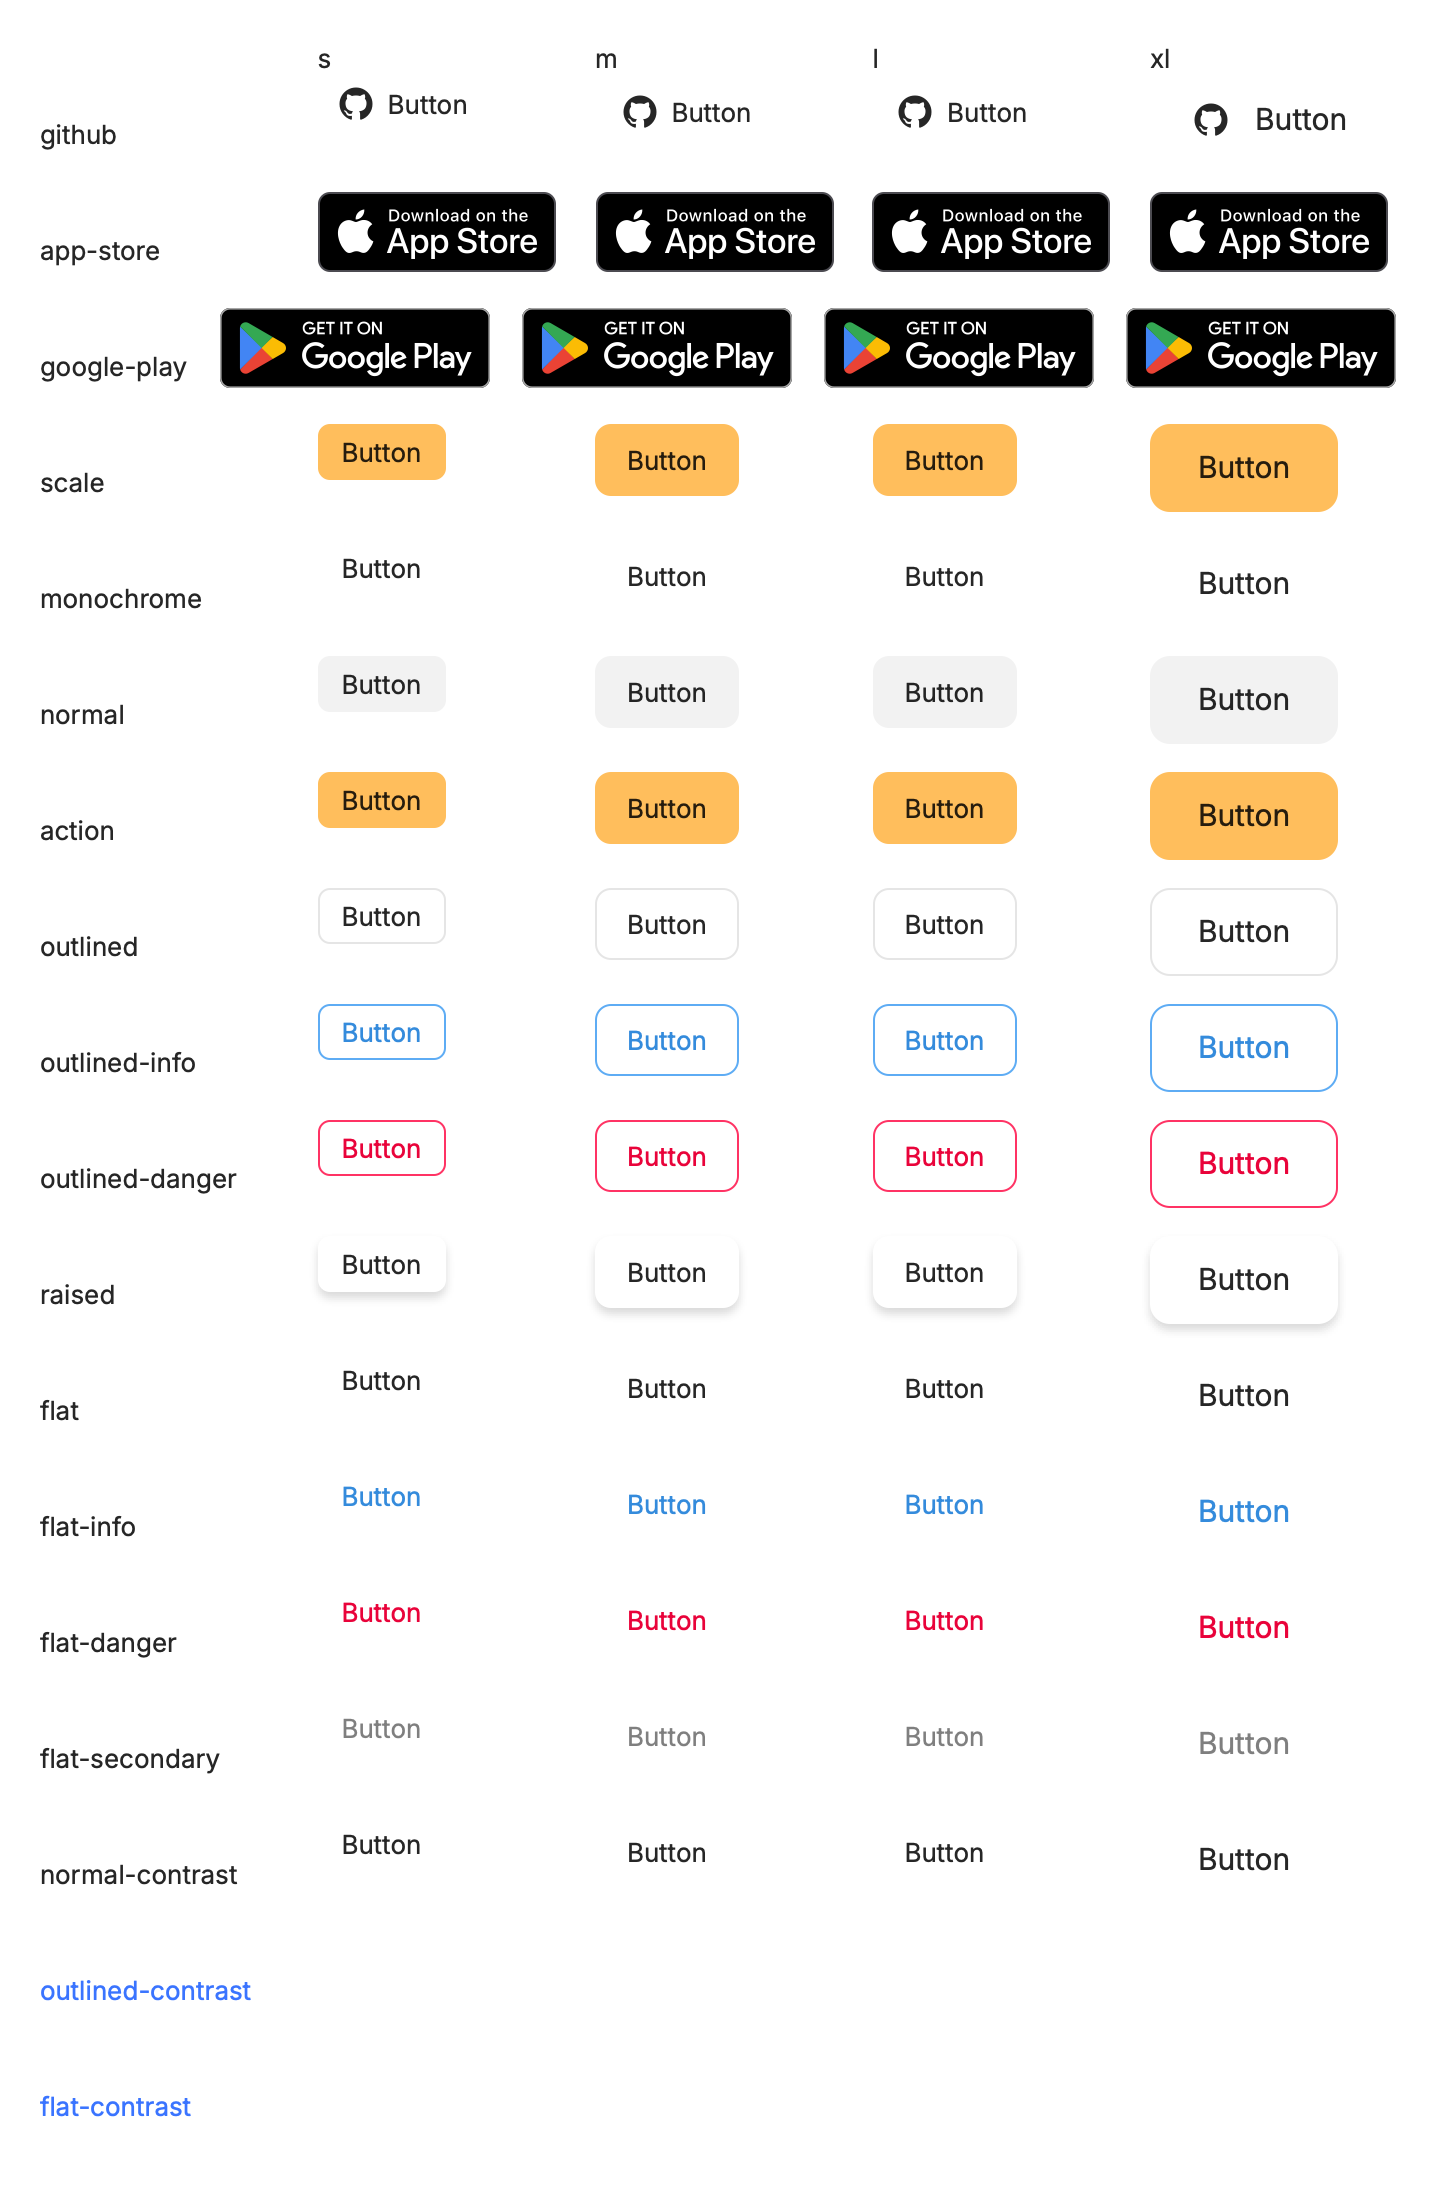 s m l xl
github Button Button Button Button
app-store Download on the App Store Download on the App Store Download on the App Store Download on the App Store
google-play GET IT ON Google Play GET IT ON Google Play GET IT ON Google Play GET IT ON Google Play
scale Button Button Button Button
monochrome Button Button Button Button
normal Button Button Button Button
action Button Button Button Button
outlined Button Button Button Button
outlined-info Button Button Button Button
outlined-danger Button Button Button Button
raised Button Button Button Button
flat Button Button Button Button
flat-info Button Button Button Button
flat-danger Button Button Button Button
flat-secondary Button Button Button Button
normal-contrast Button Button Button Button
outlined-contrast
flat-contrast